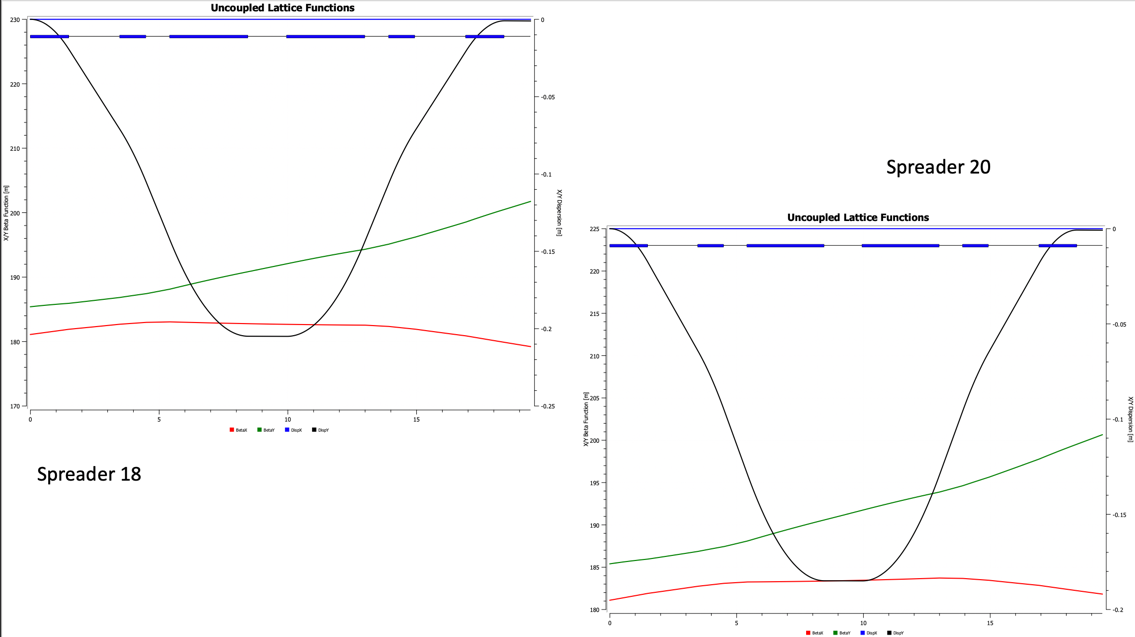 Uncoupled Lattice Functions
230
220
210
200
190
180
170
X/Y Beta Function [m]
0
-0.05
-0.1
-0.15
-0.2
-0.25
X/Y Dispersion [m]
0 5 10 15
BetaX BetaY DispX DispY
Spreader 18
Spreader 20
Uncoupled Lattice Functions
225
220
215
210
205
200
195
190
185
180
X/Y Beta Function [m]
0
-0.05
-0.1
-0.15
-0.2
X/Y Dispersion [m]
0 5 10 15
BetaX BetaY DispX DispY